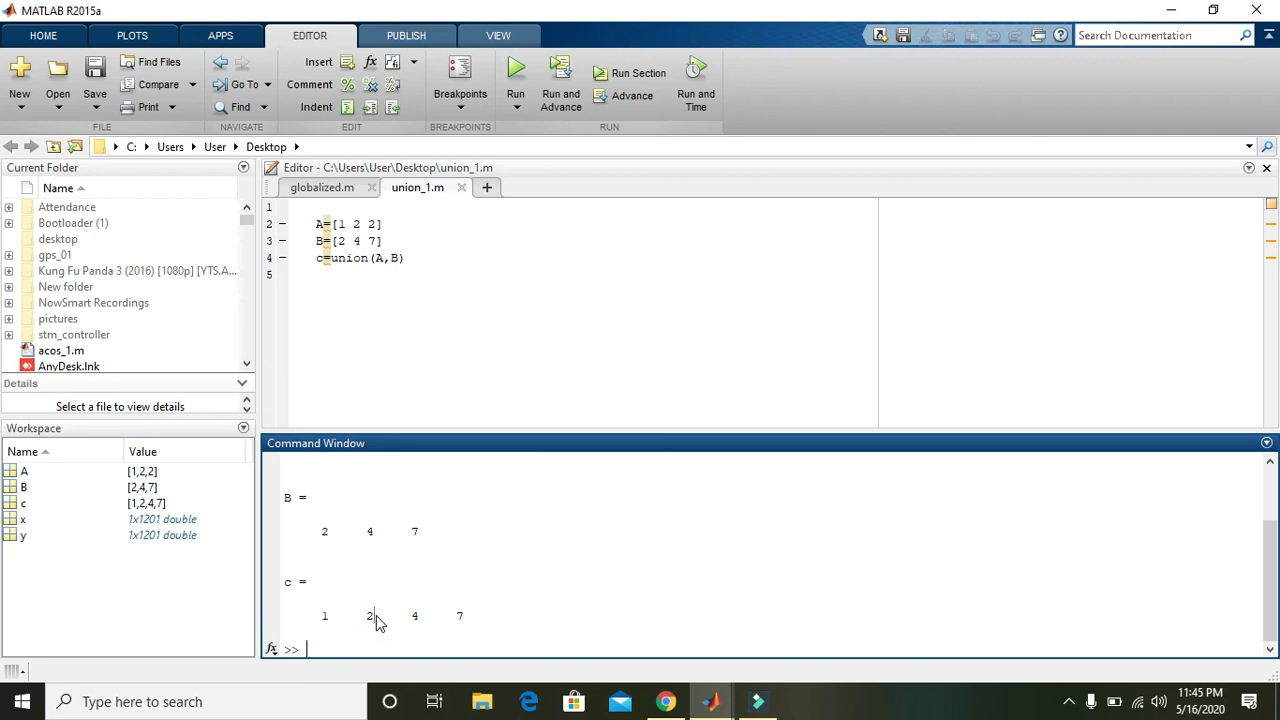 MATLAB R2015a
HOME PLOTS APPS EDITOR PUBLISH VIEW
Search Documentation
New
Open
Save
Find Files
Compare
Print
FILE
Go To
Find
NAVIGATE
Insert fx
Comment
Indent
EDIT
Breakpoints
BREAKPOINTS
Run
Run and Advance
Run Section
Advance
Run and Time
RUN
C: Users User Desktop
Current Folder
Name
Attendance
Bootloader (1)
desktop
gps_01
Kung Fu Panda 3 (2016) [1080p] [YTS.A...
New folder
NowSmart Recordings
pictures
stm_controller
acos_1.m
AnyDesk.lnk
Details
Select a file to view details
Workspace
Name Value
A [1,2,2]
B [2,4,7]
c [1,2,4,7]
x 1x1201 double
y 1x1201 double
Editor - C:\Users\User\Desktop\union_1.m
globalized.m union_1.m
1
2 A=[1 2 2]
3 B=[2 4 7]
4 c=union(A,B)
5
Command Window
B =
2 4 7
c =
1 2 4 7
fx >>
Type here to search
11:45 PM
5/16/2020